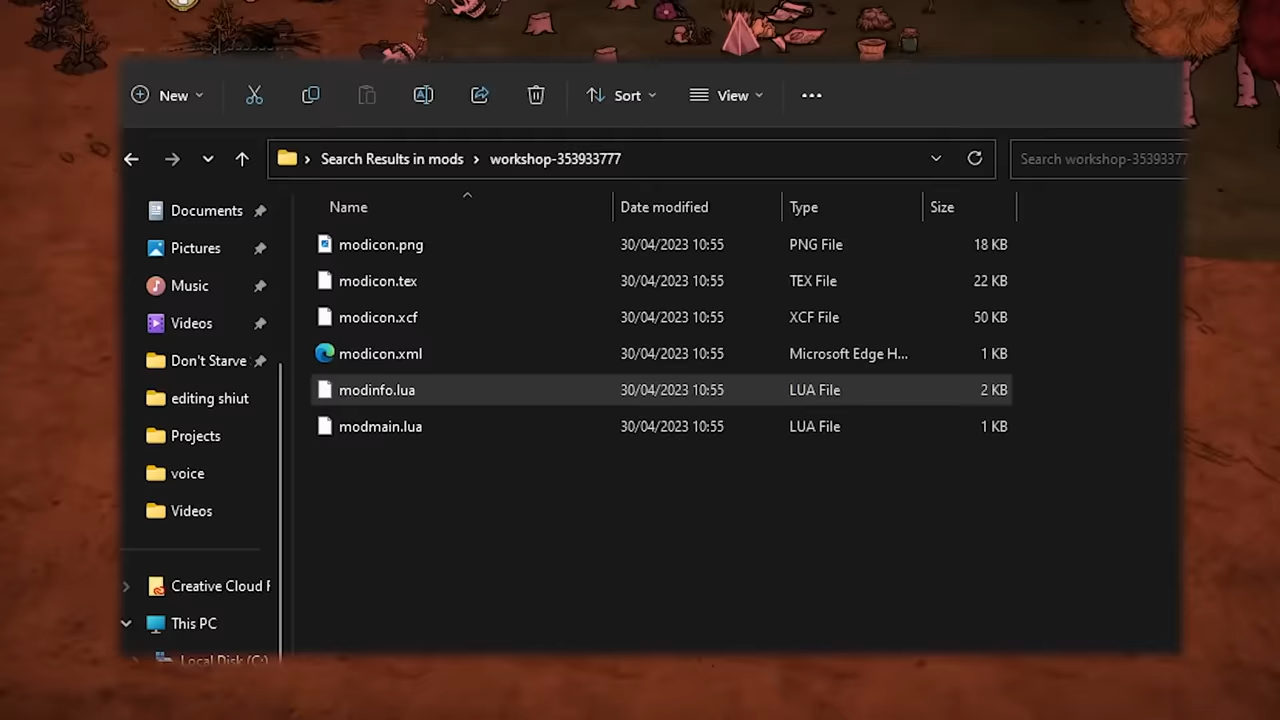 New Sort View
Search Results in mods workshop-353933777 Search workshop-353933777
Name Date modified Type Size
Documents
Pictures
Music
Videos
Don't Starve
editing shiut
Projects
voice
Videos
Creative Cloud F
This PC
Local Disk (C:)
modicon.png 30/04/2023 10:55 PNG File 18 KB
modicon.tex 30/04/2023 10:55 TEX File 22 KB
modicon.xcf 30/04/2023 10:55 XCF File 50 KB
modicon.xml 30/04/2023 10:55 Microsoft Edge H... 1 KB
modinfo.lua 30/04/2023 10:55 LUA File 2 KB
modmain.lua 30/04/2023 10:55 LUA File 1 KB